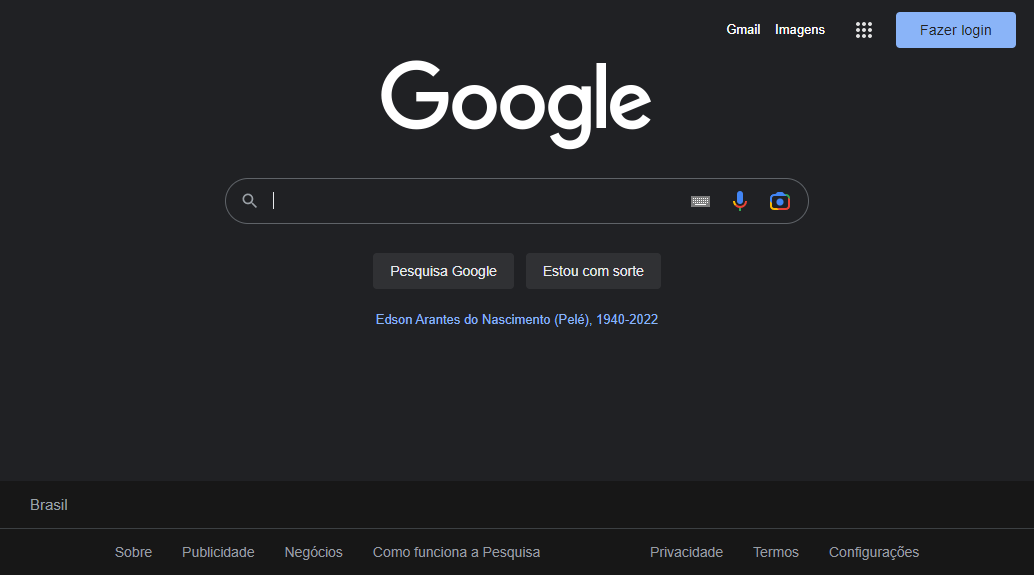 Gmail Imagens Fazer login
Google
Pesquisa Google Estou com sorte
Edson Arantes do Nascimento (Pelé), 1940-2022
Brasil
Sobre Publicidade Negócios Como funciona a Pesquisa Privacidade Termos Configurações